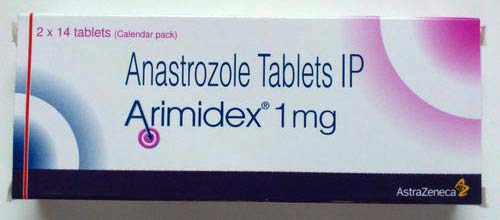 2 x 14 tablets (Calendar pack)
Anastrozole Tablets IP
Arimidex® 1mg
AstraZeneca